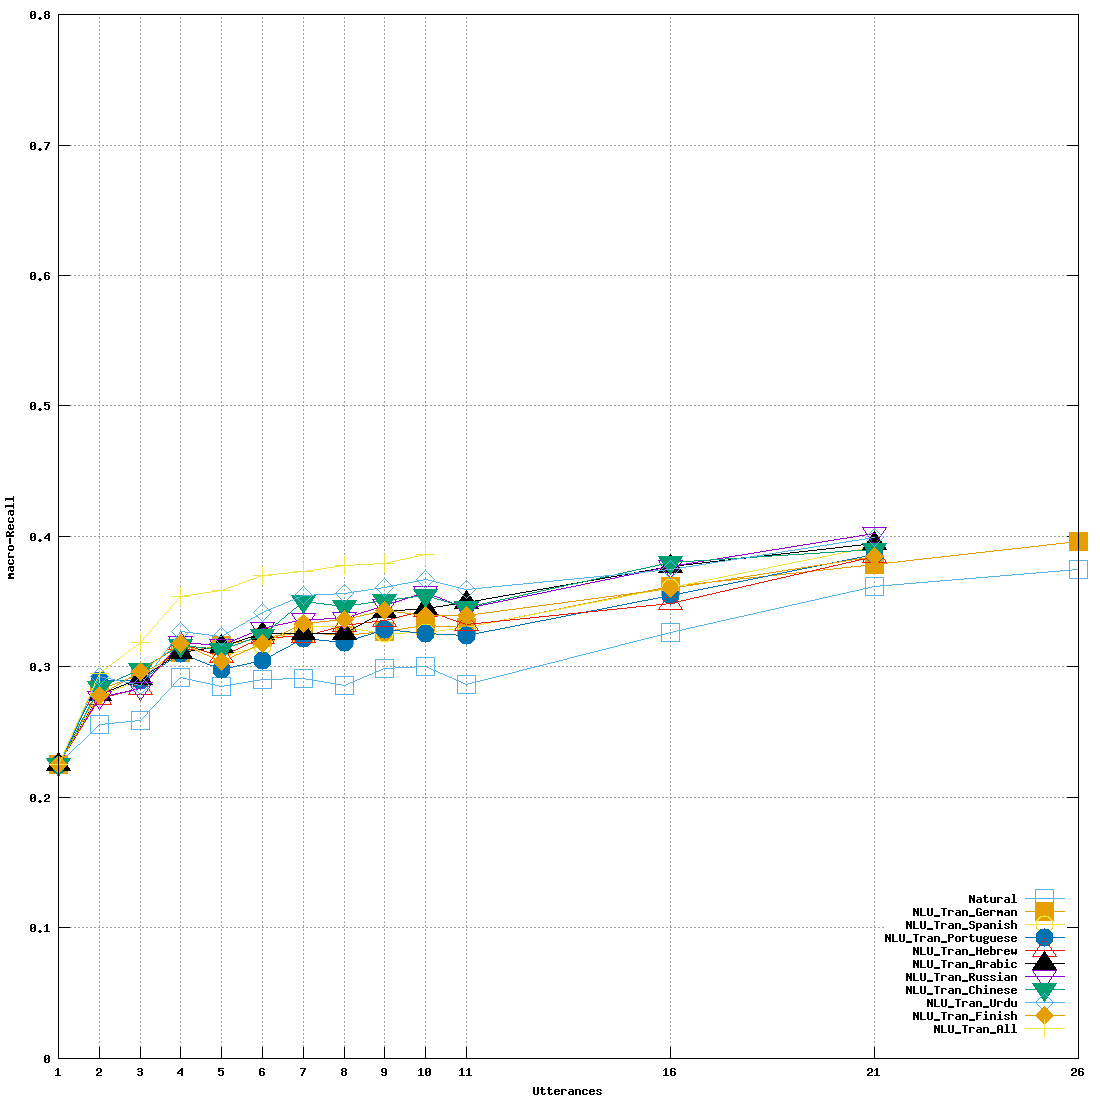 0.8
0.7
0.6
0.5
0.4
0.3
0.2
0.1
0
macro-Recall
Natural
NLU_Tran_German
NLU_Tran_Spanish
NLU_Tran_Portuguese
NLU_Tran_Hebrew
NLU_Tran_Arabic
NLU_Tran_Russian
NLU_Tran_Chinese
NLU_Tran_Urdu
NLU_Tran_Finish
NLU_Tran_All
1 2 3 4 5 6 7 8 9 10 11 16 21 26
Utterances